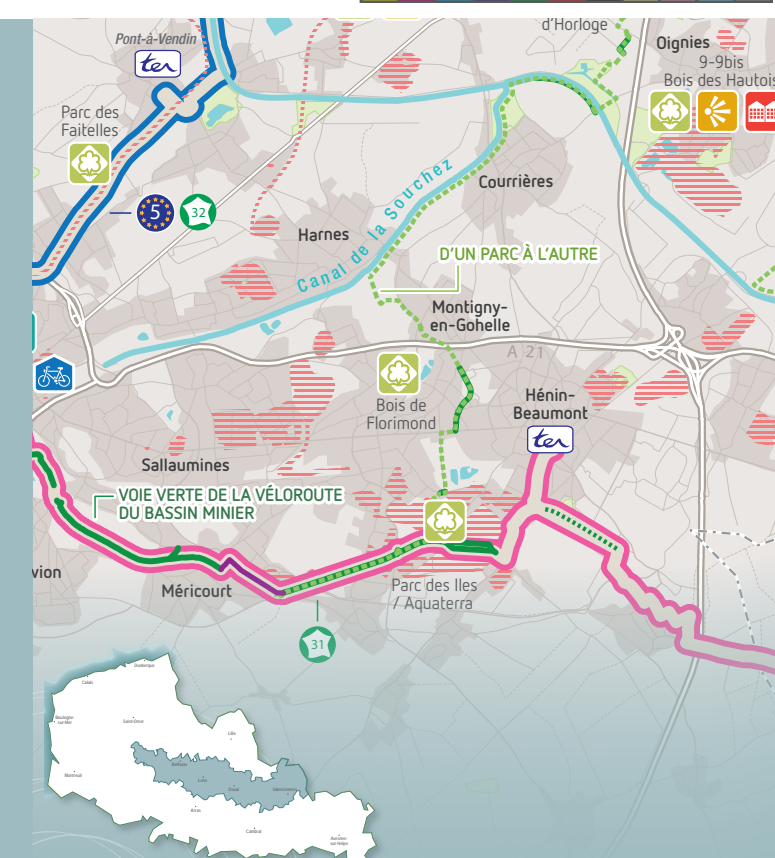 d'Horloge
Pont-à-Vendin
ter
Oignies
9-9bis
Bois des Hautois
Parc des
Faitelles
5
32
Courrières
Canal de la Souchez
Harnes
D'UN PARC À L'AUTRE
Montigny-
en-Gohelle
A 21
Bois de
Florimond
Hénin-
Beaumont
ter
Sallaumines
VOIE VERTE DE LA VÉLOROUTE
DU BASSIN MINIER
vion
Méricourt
Parc des Iles
/ Aquaterra
31
Dunkerque
Calais
Boulogne-
sur-Mer
Saint-Omer
Lille
Béthune
Montreuil
Lens
Douai
Valenciennes
Arras
Cambrai
Avesnes-
sur-Helpe